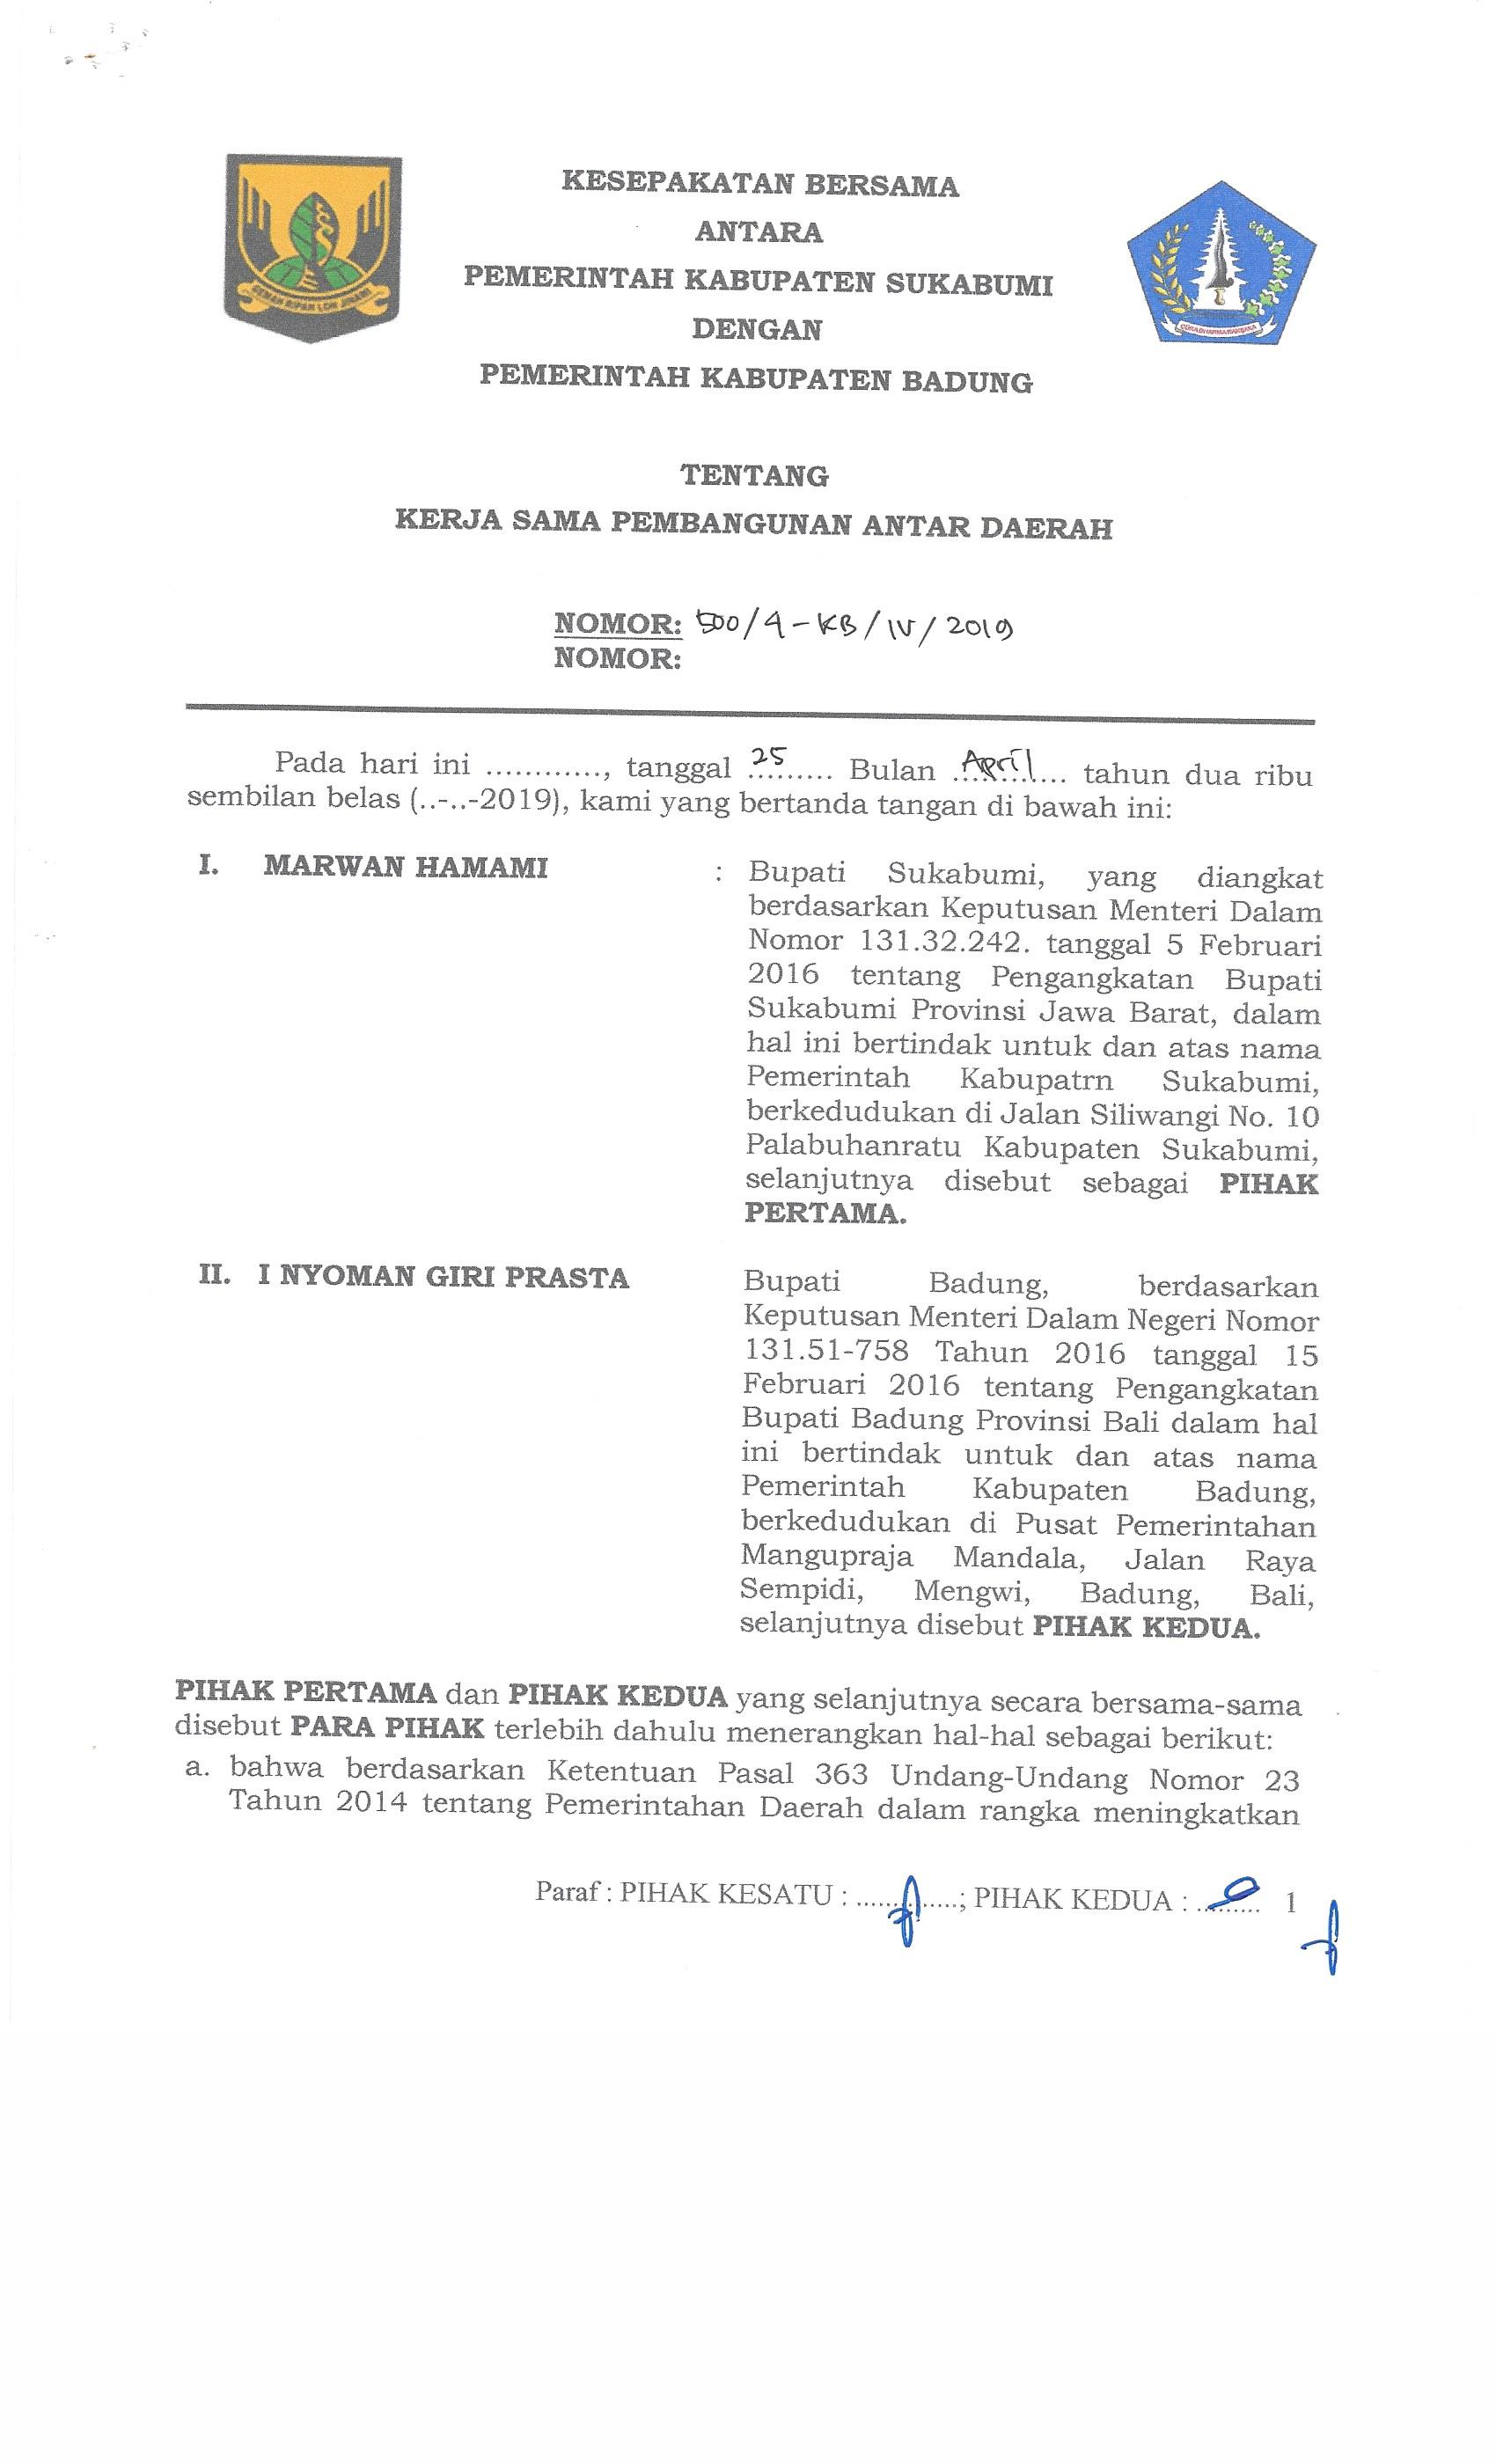 KESEPAKATAN BERSAMA
ANTARA
PEMERINTAH KABUPATEN SUKABUMI
DENGAN
PEMERINTAH KABUPATEN BADUNG
TENTANG
KERJA SAMA PEMBANGUNAN ANTAR DAERAH
NOMOR: 500/4-KB/IV/2019
NOMOR:
Pada hari ini ............, tanggal 25 ......... Bulan April ........... tahun dua ribu
sembilan belas (..-..-2019), kami yang bertanda tangan di bawah ini:
I. MARWAN HAMAMI : Bupati Sukabumi, yang diangkat
berdasarkan Keputusan Menteri Dalam
Nomor 131.32.242. tanggal 5 Februari
2016 tentang Pengangkatan Bupati
Sukabumi Provinsi Jawa Barat, dalam
hal ini bertindak untuk dan atas nama
Pemerintah Kabupatrn Sukabumi,
berkedudukan di Jalan Siliwangi No. 10
Palabuhanratu Kabupaten Sukabumi,
selanjutnya disebut sebagai PIHAK
PERTAMA.
II. I NYOMAN GIRI PRASTA Bupati Badung, berdasarkan
Keputusan Menteri Dalam Negeri Nomor
131.51-758 Tahun 2016 tanggal 15
Februari 2016 tentang Pengangkatan
Bupati Badung Provinsi Bali dalam hal
ini bertindak untuk dan atas nama
Pemerintah Kabupaten Badung,
berkedudukan di Pusat Pemerintahan
Mangupraja Mandala, Jalan Raya
Sempidi, Mengwi, Badung, Bali,
selanjutnya disebut PIHAK KEDUA.
PIHAK PERTAMA dan PIHAK KEDUA yang selanjutnya secara bersama-sama
disebut PARA PIHAK terlebih dahulu menerangkan hal-hal sebagai berikut:
a. bahwa berdasarkan Ketentuan Pasal 363 Undang-Undang Nomor 23
Tahun 2014 tentang Pemerintahan Daerah dalam rangka meningkatkan
Paraf : PIHAK KESATU : ..............; PIHAK KEDUA : ......... 1